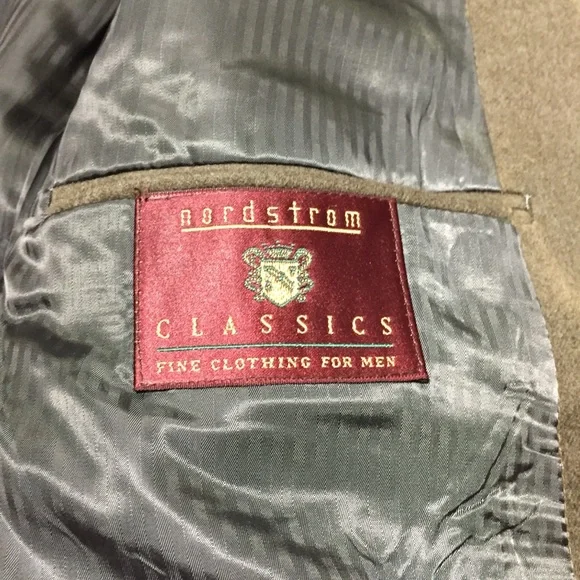 nordstrom
CLASSICS
FINE CLOTHING FOR MEN